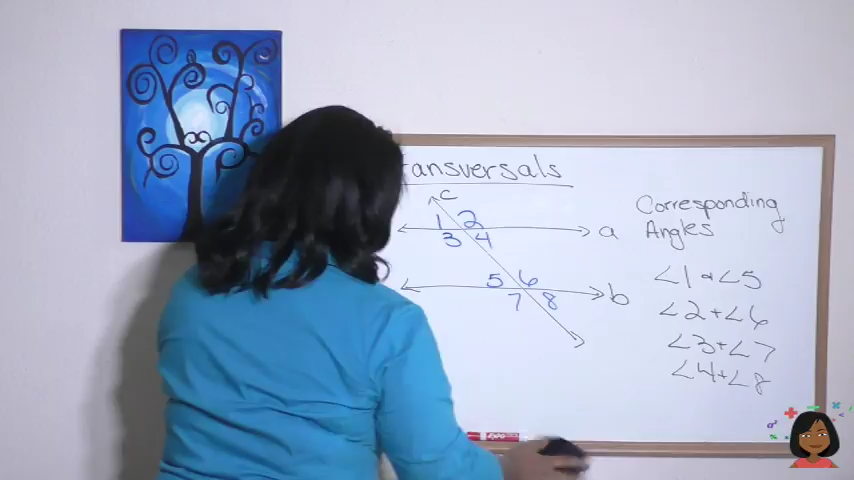 ansversals
c
1 2
a
3 4
5 6
b
7 8
Corresponding
Angles
∠1 & ∠5
∠2 + ∠6
∠3 + ∠7
∠4 + ∠8
EXPO